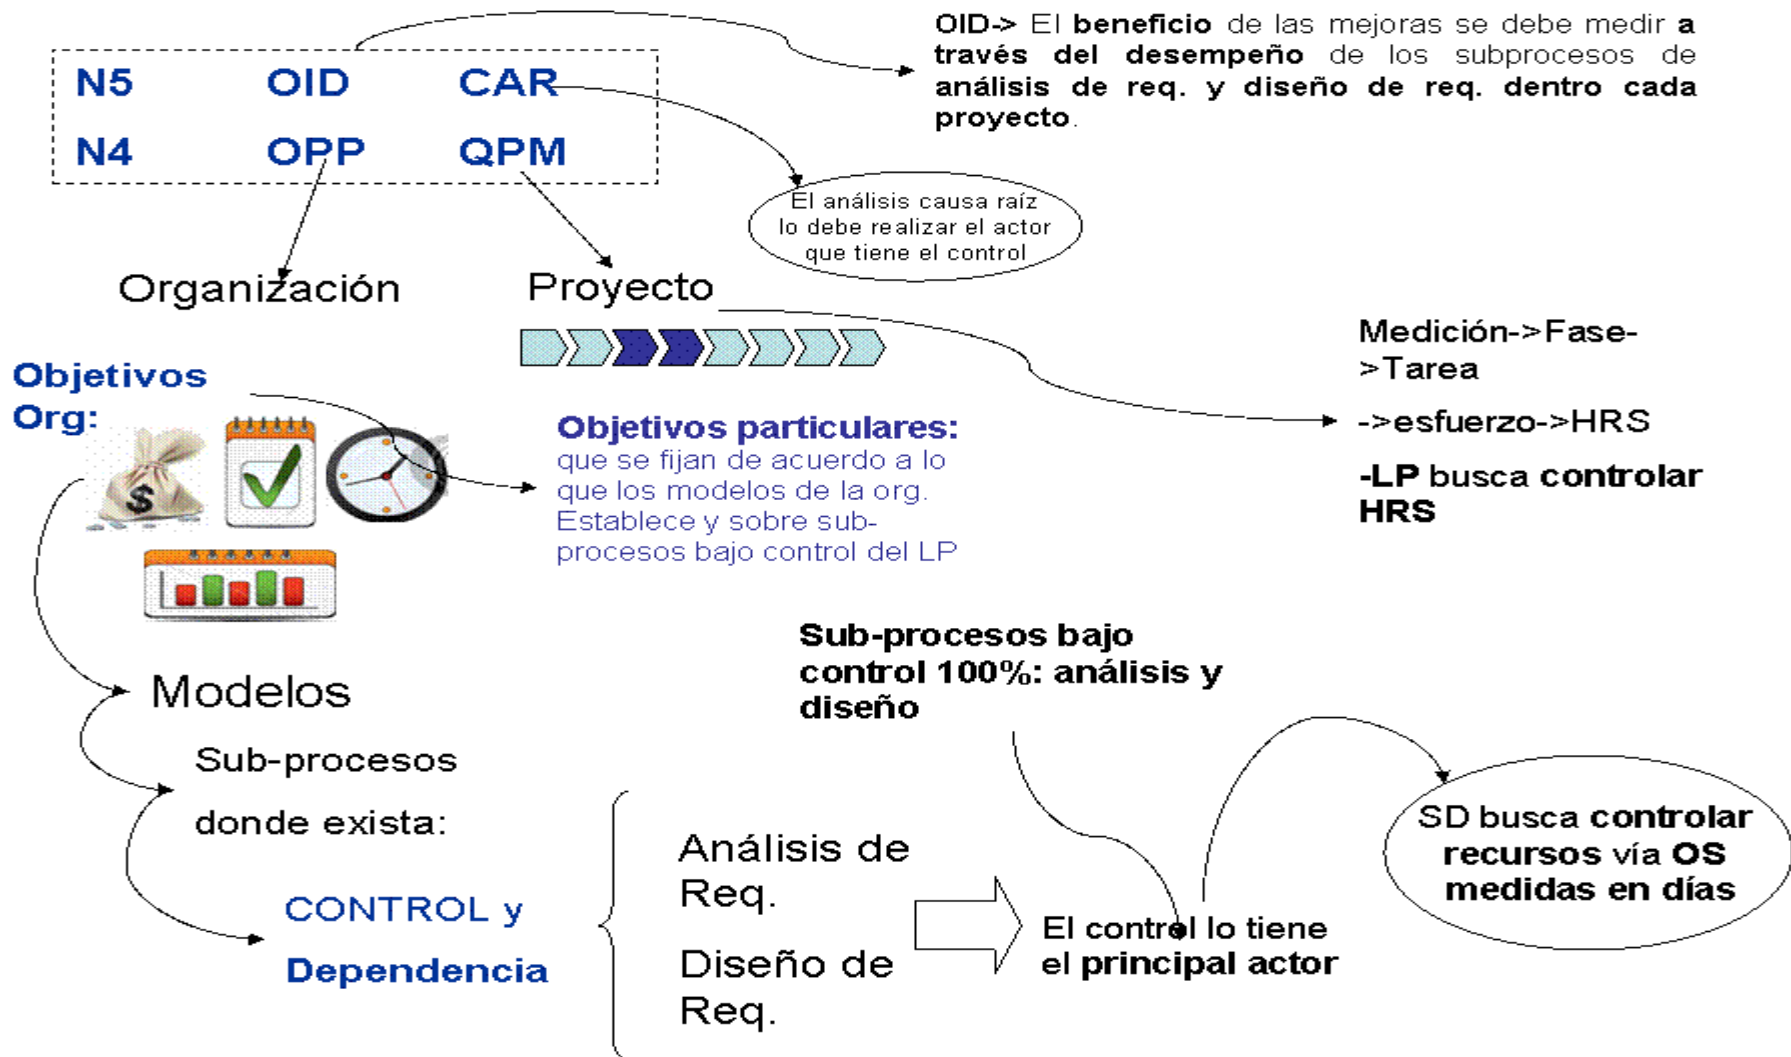 OID-> El beneficio de las mejoras se debe medir a
través del desempeño de los subprocesos de
análisis de req. y diseño de req. dentro cada
proyecto.
N5 OID CAR
N4 OPP QPM
El análisis causa raíz
lo debe realizar el actor
que tiene el control
Organización
Proyecto
Objetivos
Org:
$
Objetivos particulares:
que se fijan de acuerdo a lo
que los modelos de la org.
Establece y sobre sub-
procesos bajo control del LP
Medición->Fase-
>Tarea
->esfuerzo->HRS
-LP busca controlar
HRS
Modelos
Sub-procesos
donde exista:
CONTROL y
Dependencia
Análisis de
Req.
Diseño de
Req.
Sub-procesos bajo
control 100%: análisis y
diseño
El control lo tiene
el principal actor
SD busca controlar
recursos vía OS
medidas en días